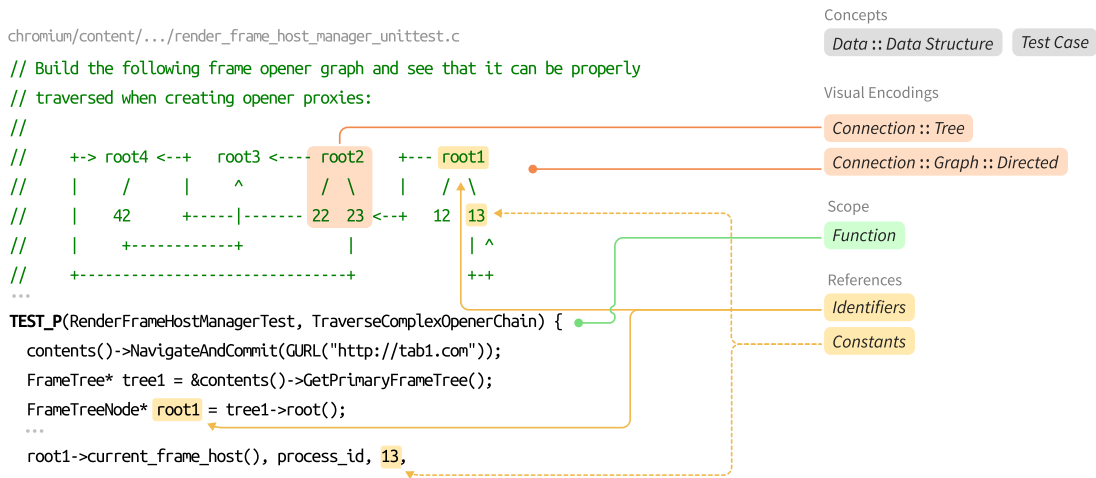 chromium/content/.../render_frame_host_manager_unittest.c
// Build the following frame opener graph and see that it can be properly
// traversed when creating opener proxies:
//
//      +-> root4 <--+   root3 <---- root2    +--- root1
//      |     /      |     ^         /  \     |    /  \
//      |    42      +-----|------- 22  23 <--+   12  13
//      |     +------------+             |            | ^
//      +--------------------------------+            +-+
...
TEST_P(RenderFrameHostManagerTest, TraverseComplexOpenerChain) {
contents()->NavigateAndCommit(GURL("http://tab1.com"));
FrameTree* tree1 = &contents()->GetPrimaryFrameTree();
FrameTreeNode* root1 = tree1->root();
...
root1->current_frame_host(), process_id, 13,
Concepts
Data :: Data Structure Test Case
Visual Encodings
Connection :: Tree
Connection :: Graph :: Directed
Scope
Function
References
Identifiers
Constants